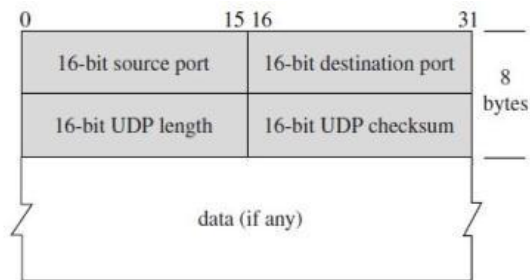 0 15 16 31
16-bit source port 16-bit destination port
8
bytes
16-bit UDP length 16-bit UDP checksum
data (if any)